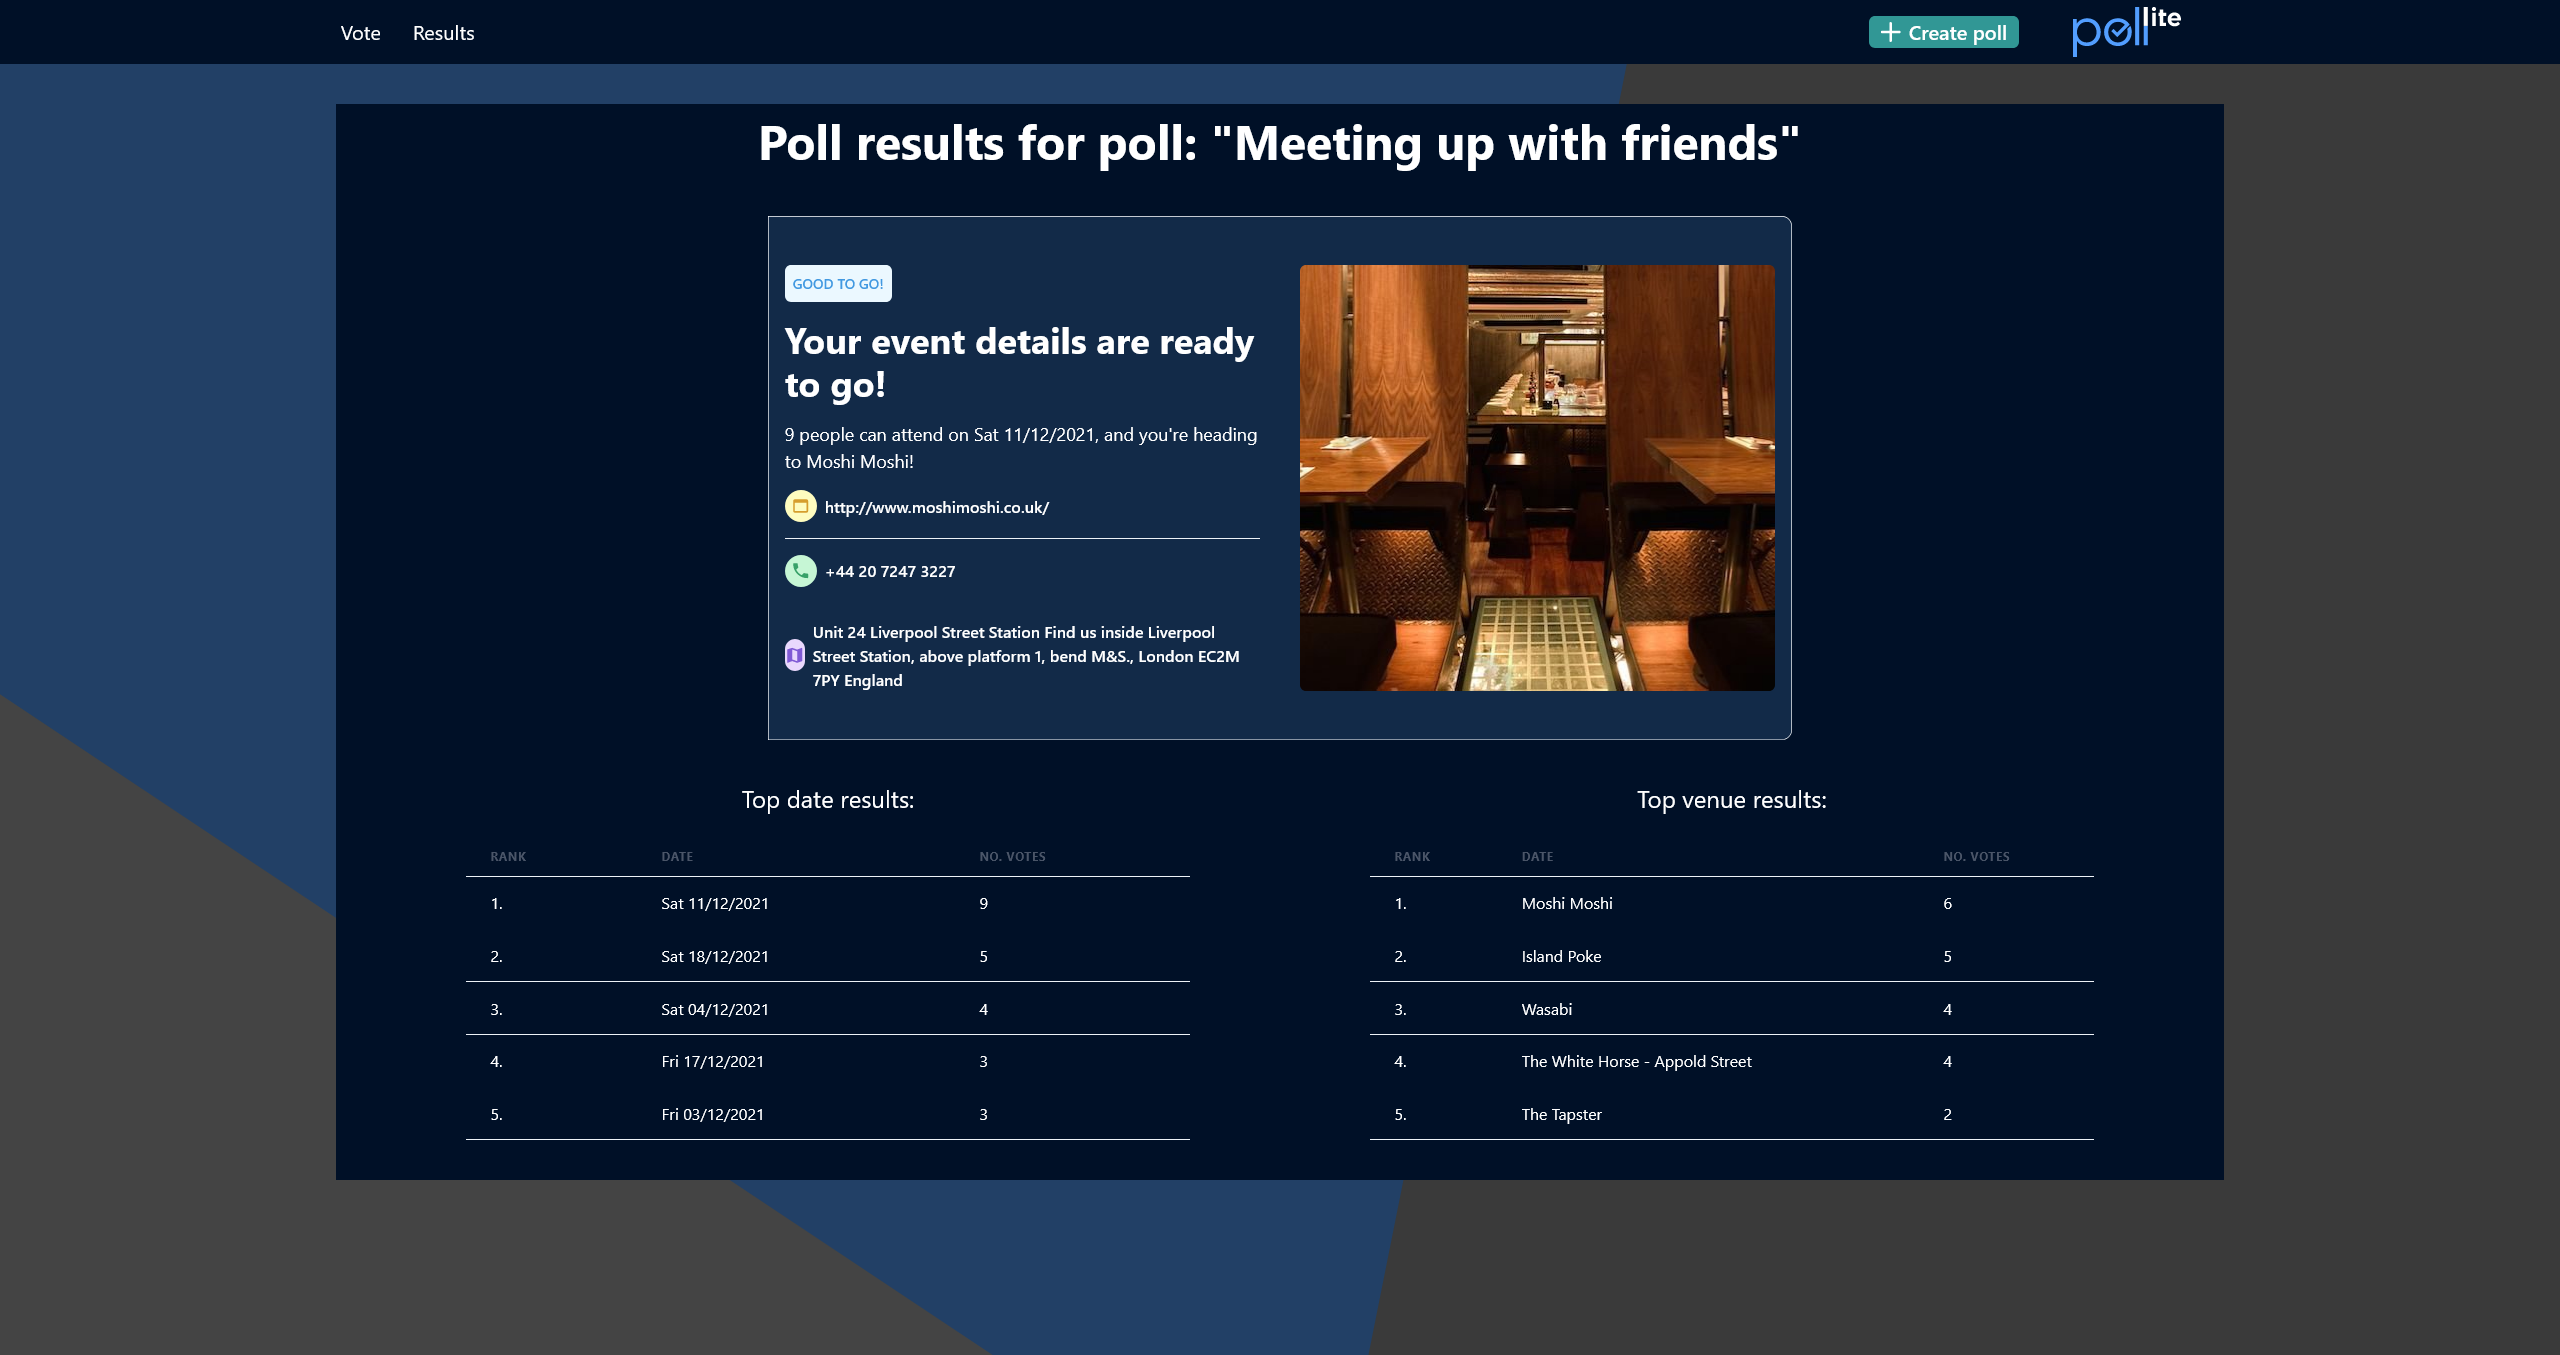 Vote
Results
Create poll
polllite
Poll results for poll: "Meeting up with friends"
GOOD TO GO!
Your event details are ready
to go!
9 people can attend on Sat 11/12/2021, and you're heading
to Moshi Moshi!
http://www.moshimoshi.co.uk/
+44 20 7247 3227
Unit 24 Liverpool Street Station Find us inside Liverpool
Street Station, above platform 1, bend M&S., London EC2M
7PY England
Top date results:
RANK DATE NO. VOTES
1. Sat 11/12/2021 9
2. Sat 18/12/2021 5
3. Sat 04/12/2021 4
4. Fri 17/12/2021 3
5. Fri 03/12/2021 3
Top venue results:
RANK DATE NO. VOTES
1. Moshi Moshi 6
2. Island Poke 5
3. Wasabi 4
4. The White Horse - Appold Street 4
5. The Tapster 2